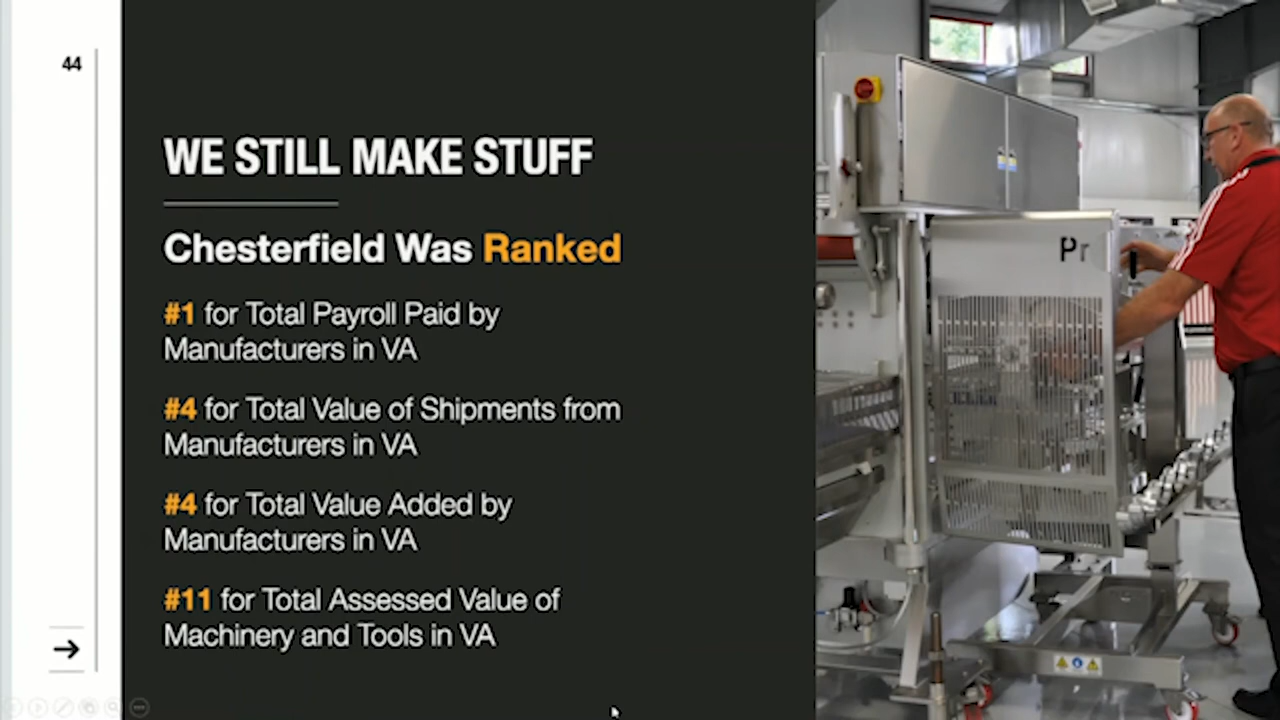 44
WE STILL MAKE STUFF
Chesterfield Was Ranked
#1 for Total Payroll Paid by
Manufacturers in VA
#4 for Total Value of Shipments from
Manufacturers in VA
#4 for Total Value Added by
Manufacturers in VA
#11 for Total Assessed Value of
Machinery and Tools in VA
Pr